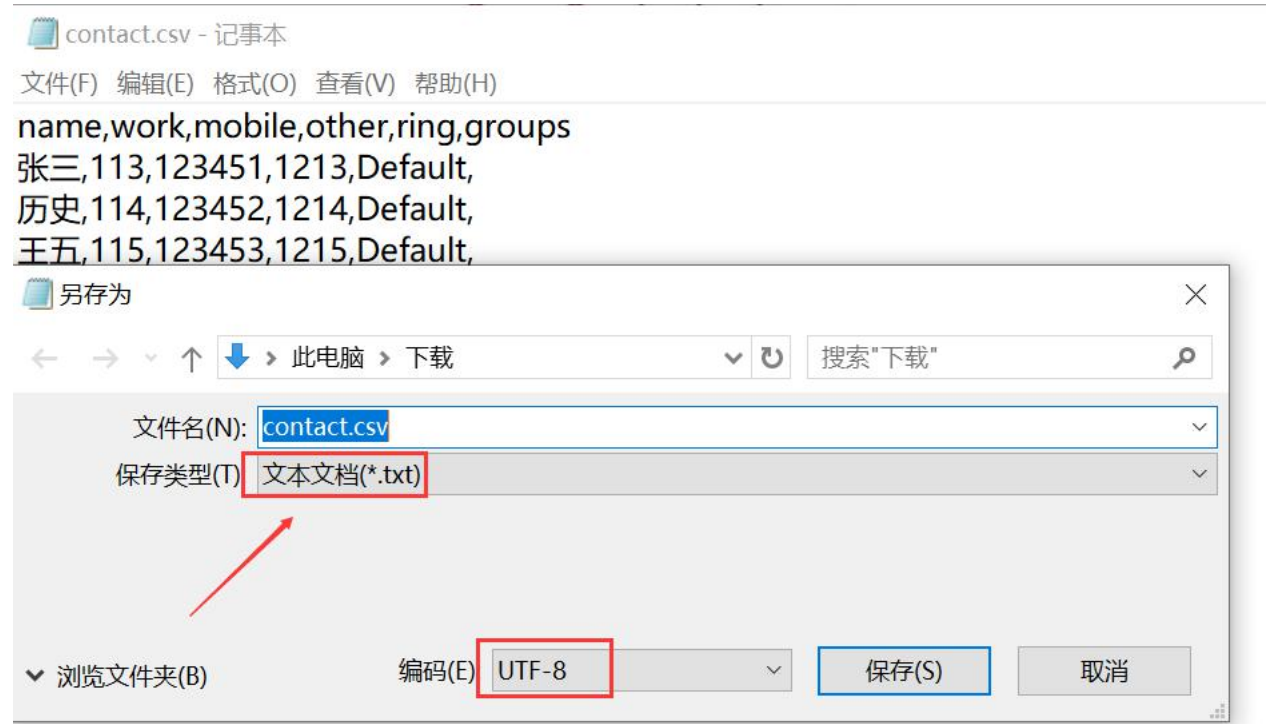 contact.csv - 记事本
文件(F) 编辑(E) 格式(O) 查看(V) 帮助(H)
name,work,mobile,other,ring,groups
张三,113,123451,1213,Default,
历史,114,123452,1214,Default,
王五,115,123453,1215,Default,
另存为
此电脑 下载 搜索"下载"
文件名(N): contact.csv
保存类型(T) 文本文档(*.txt)
浏览文件夹(B) 编码(E) UTF-8 保存(S) 取消